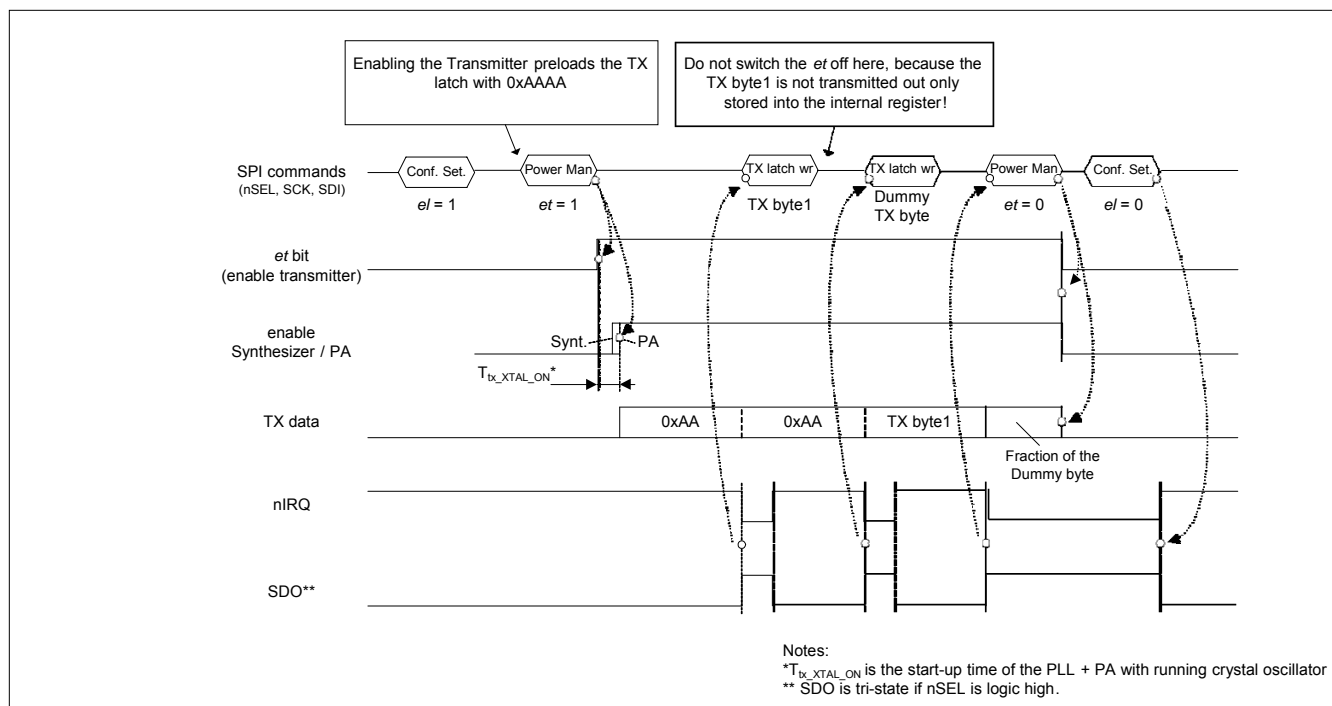 Enabling the Transmitter preloads the TX
latch with 0xAAAA
Do not switch the et off here, because the
TX byte1 is not transmitted out only
stored into the internal register!
SPI commands
(nSEL, SCK, SDI)
Conf. Set.
Power Man
TX latch wr
TX latch wr
Power Man
Conf. Set.
el = 1
et = 1
TX byte1
Dummy
TX byte
et = 0
el = 0
et bit
(enable transmitter)
enable
Synthesizer / PA
Synt.
PA
Ttx_XTAL_ON*
TX data
0xAA
0xAA
TX byte1
Fraction of the
Dummy byte
nIRQ
SDO**
Notes:
*Ttx_XTAL_ON is the start-up time of the PLL + PA with running crystal oscillator
** SDO is tri-state if nSEL is logic high.